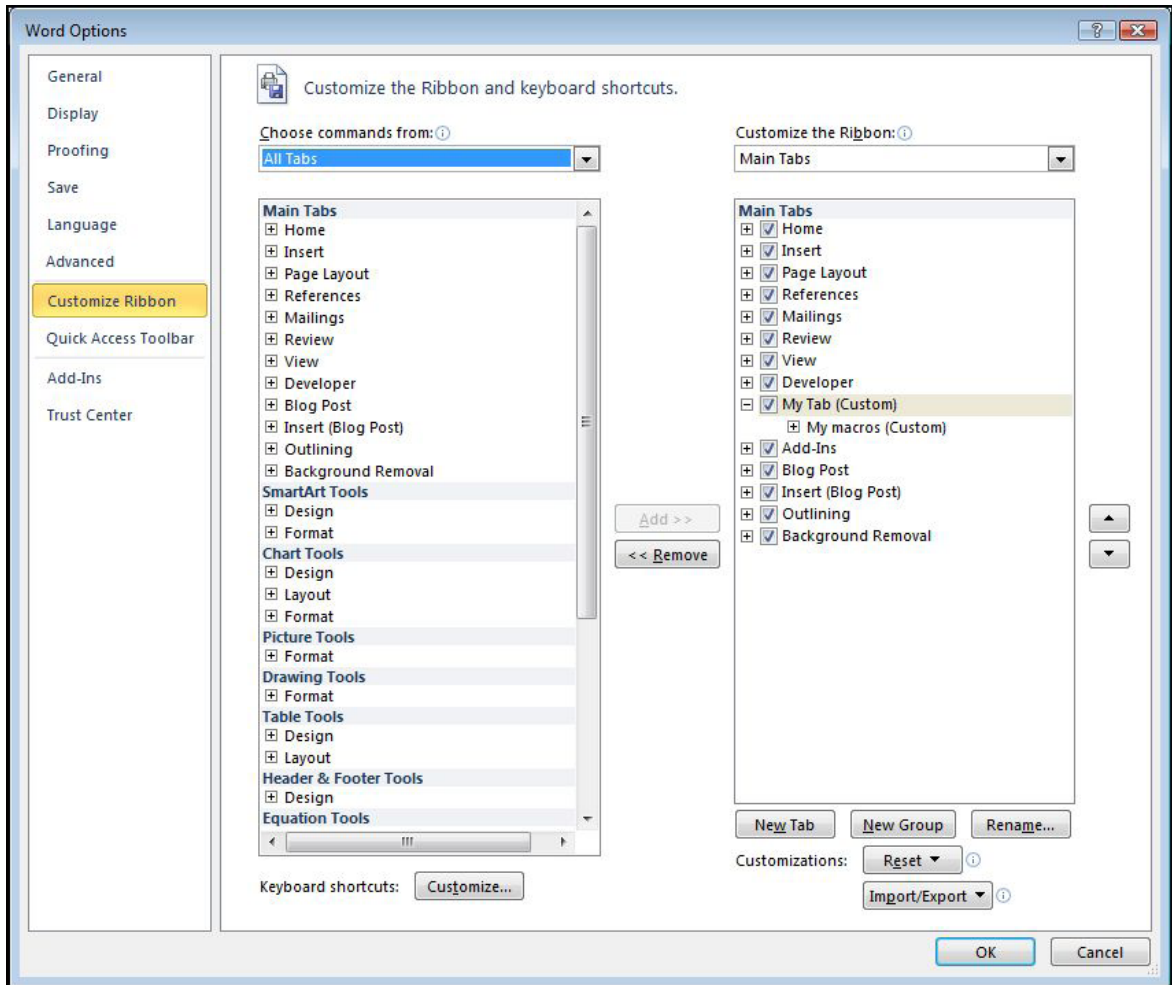 Word Options
General
Display
Proofing
Save
Language
Advanced
Customize Ribbon
Quick Access Toolbar
Add-Ins
Trust Center
Customize the Ribbon and keyboard shortcuts.
Choose commands from:
All Tabs
Main Tabs
Home
Insert
Page Layout
References
Mailings
Review
View
Developer
Blog Post
Insert (Blog Post)
Outlining
Background Removal
SmartArt Tools
Design
Format
Chart Tools
Design
Layout
Format
Picture Tools
Format
Drawing Tools
Format
Table Tools
Design
Layout
Header & Footer Tools
Design
Equation Tools
Keyboard shortcuts: Customize...
Add >>
<< Remove
Customize the Ribbon:
Main Tabs
Main Tabs
Home
Insert
Page Layout
References
Mailings
Review
View
Developer
My Tab (Custom)
My macros (Custom)
Add-Ins
Blog Post
Insert (Blog Post)
Outlining
Background Removal
New Tab New Group Rename...
Customizations: Reset
Import/Export
OK Cancel